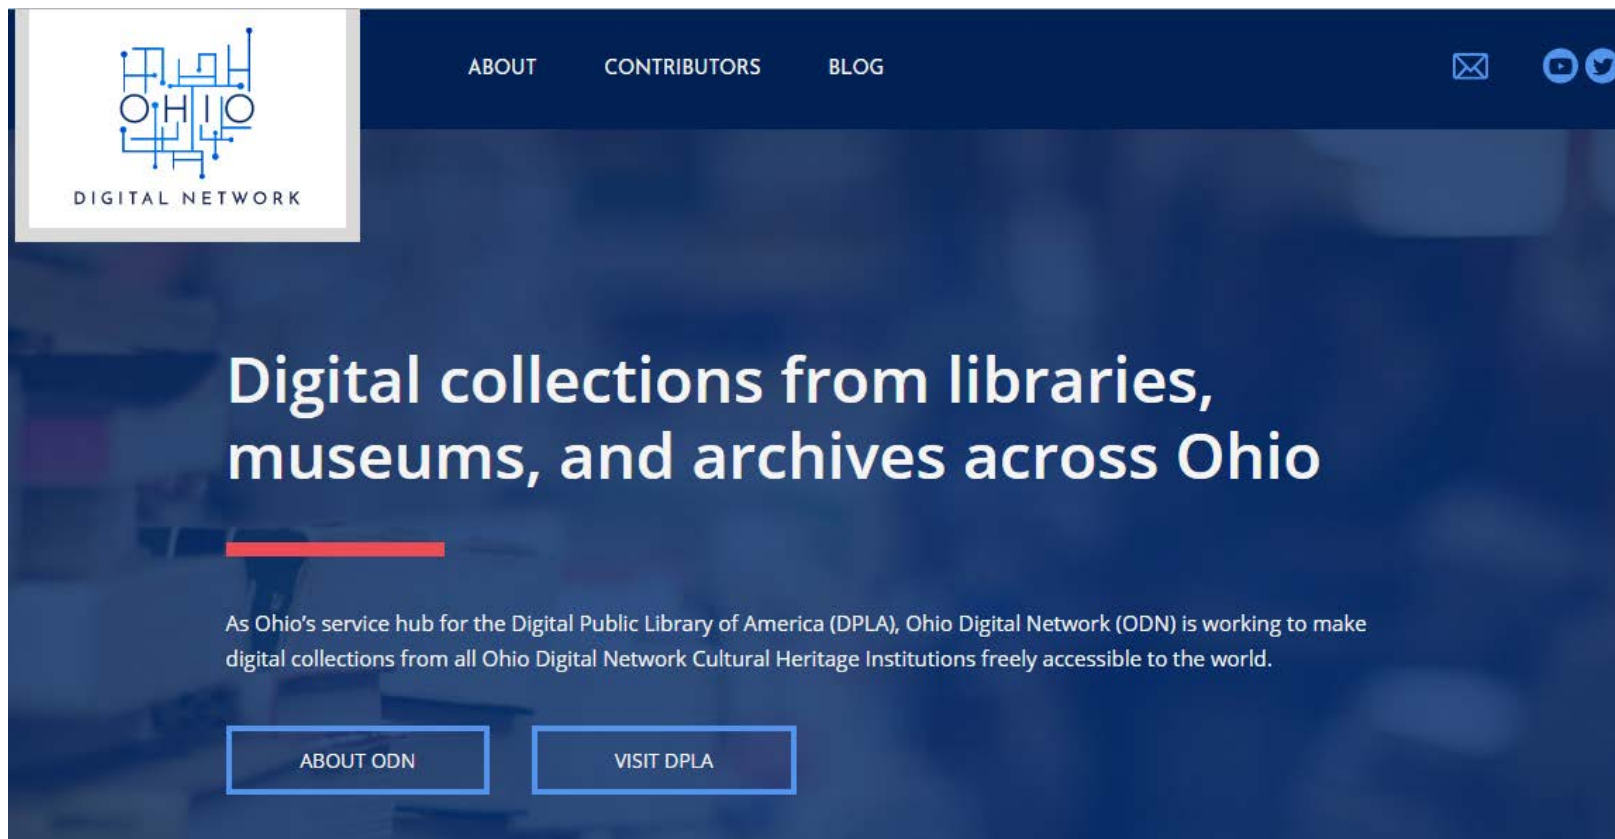 OHIO
DIGITAL NETWORK
ABOUT
CONTRIBUTORS
BLOG
Digital collections from libraries,
museums, and archives across Ohio
As Ohio's service hub for the Digital Public Library of America (DPLA), Ohio Digital Network (ODN) is working to make
digital collections from all Ohio Digital Network Cultural Heritage Institutions freely accessible to the world.
ABOUT ODN
VISIT DPLA